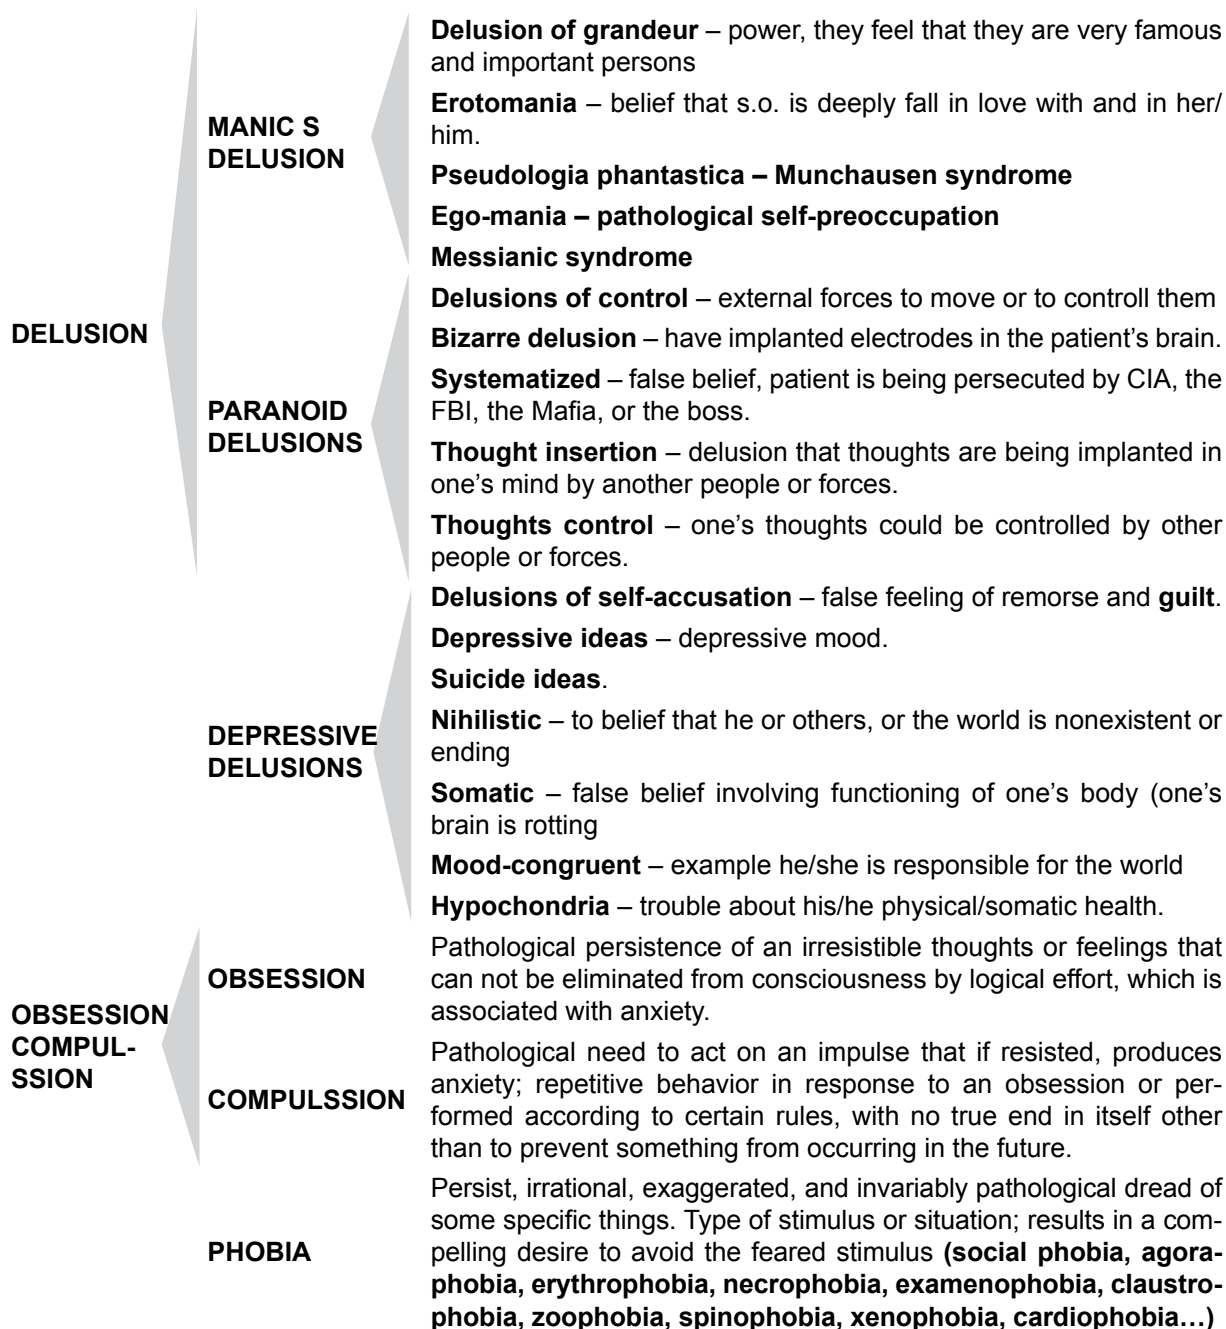 DELUSION
MANIC S
DELUSION
Delusion of grandeur – power, they feel that they are very famous
and important persons
Erotomania – belief that s.o. is deeply fall in love with and in her/
him.
Pseudologia phantastica – Munchausen syndrome
Ego-mania – pathological self-preoccupation
Messianic syndrome
PARANOID
DELUSIONS
Delusions of control – external forces to move or to controll them
Bizarre delusion – have implanted electrodes in the patient’s brain.
Systematized – false belief, patient is being persecuted by CIA, the
FBI, the Mafia, or the boss.
Thought insertion – delusion that thoughts are being implanted in
one’s mind by another people or forces.
Thoughts control – one’s thoughts could be controlled by other
people or forces.
DEPRESSIVE
DELUSIONS
Delusions of self-accusation – false feeling of remorse and guilt.
Depressive ideas – depressive mood.
Suicide ideas.
Nihilistic – to belief that he or others, or the world is nonexistent or
ending
Somatic – false belief involving functioning of one’s body (one’s
brain is rotting
Mood-congruent – example he/she is responsible for the world
Hypochondria – trouble about his/he physical/somatic health.
OBSESSION
COMPUL-
SSION
OBSESSION
Pathological persistence of an irresistible thoughts or feelings that
can not be eliminated from consciousness by logical effort, which is
associated with anxiety.
COMPULSSION
Pathological need to act on an impulse that if resisted, produces
anxiety; repetitive behavior in response to an obsession or per-
formed according to certain rules, with no true end in itself other
than to prevent something from occurring in the future.
PHOBIA
Persist, irrational, exaggerated, and invariably pathological dread of
some specific things. Type of stimulus or situation; results in a com-
pelling desire to avoid the feared stimulus (social phobia, agora-
phobia, erythrophobia, necrophobia, examenophobia, claustro-
phobia, zoophobia, spinophobia, xenophobia, cardiophobia…)